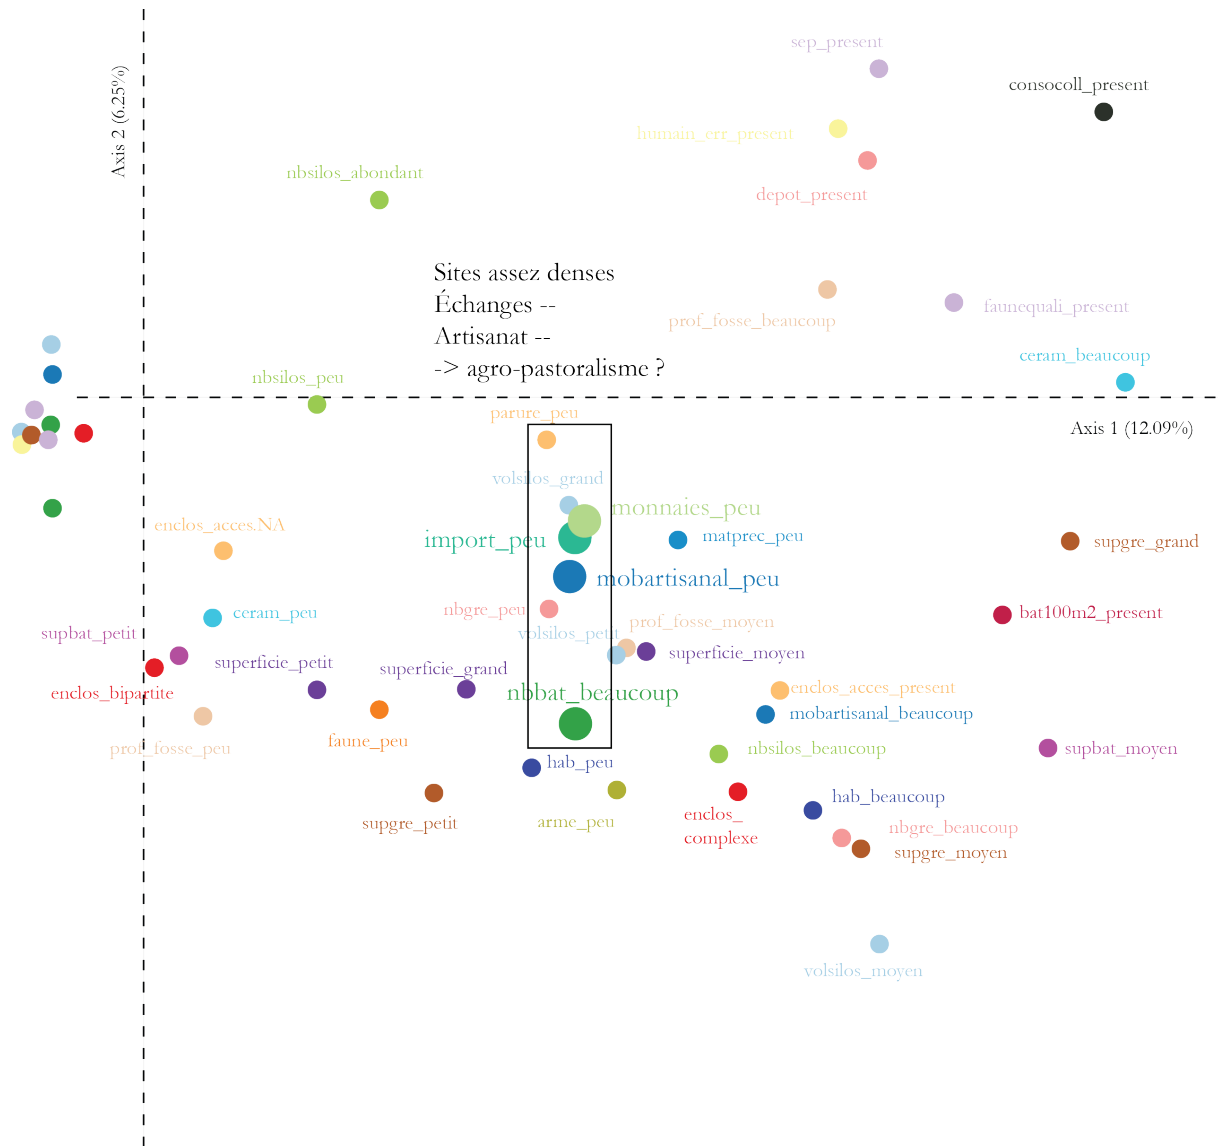 sep_present
Axis 2 (6.25%)
consocoll_present
humain_err_present
nbsilos_abondant
depot_present
Sites assez denses
Échanges --
Artisanat --
-> agro-pastoralisme ?
faunequali_present
prof_fosse_beaucoup
ceram_beaucoup
nbsilos_peu
parure_peu
Axis 1 (12.09%)
volsilos_grand
monnaies_peu
enclos_acces.NA
import_peu
matprec_peu
supgre_grand
mobartisanal_peu
ceram_peu
nbgre_peu
bat100m2_present
supbat_petit
volsilos_petit
prof_fosse_moyen
superficie_petit
superficie_grand
superficie_moyen
enclos_bipartite
nbbat_beaucoup
enclos_acces_present
mobartisanal_beaucoup
prof_fosse_peu
faune_peu
nbsilos_beaucoup
supbat_moyen
hab_peu
hab_beaucoup
supgre_petit
arme_peu
enclos_
complexe
nbgre_beaucoup
supgre_moyen
volsilos_moyen